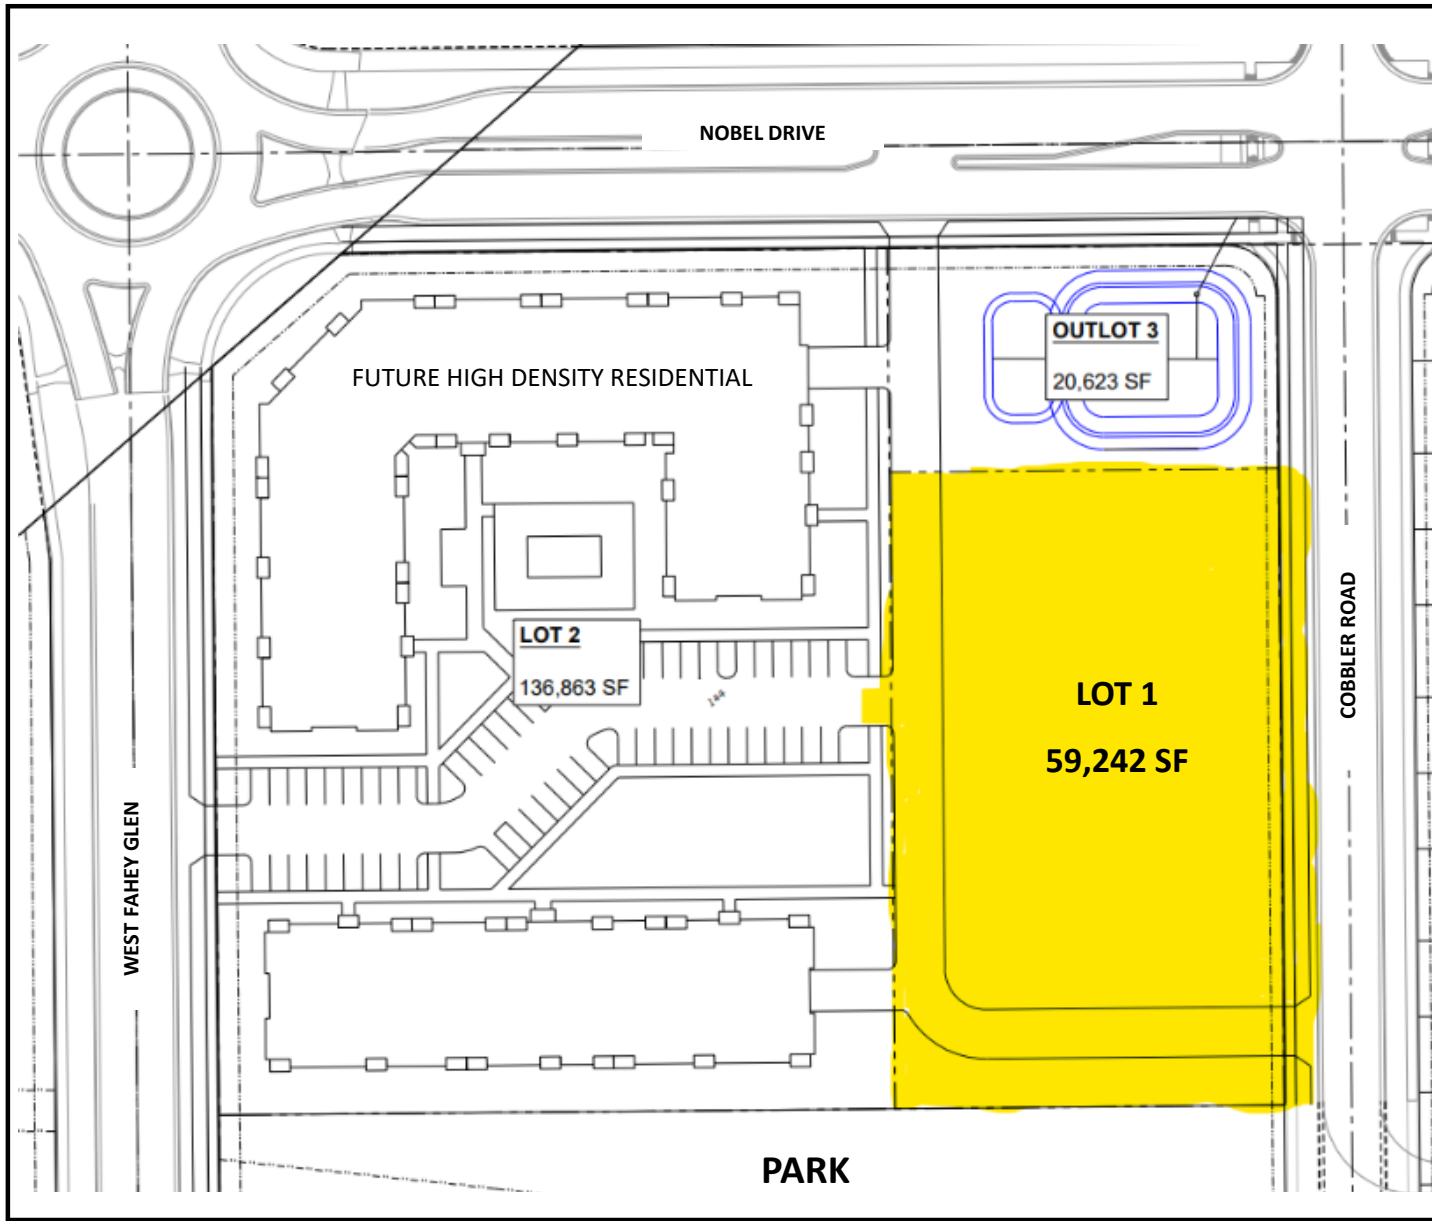 NOBEL DRIVE
OUTLOT 3
20,623 SF
FUTURE HIGH DENSITY RESIDENTIAL
LOT 2
136,863 SF
144
LOT 1
59,242 SF
COBBLER ROAD
WEST FAHEY GLEN
PARK